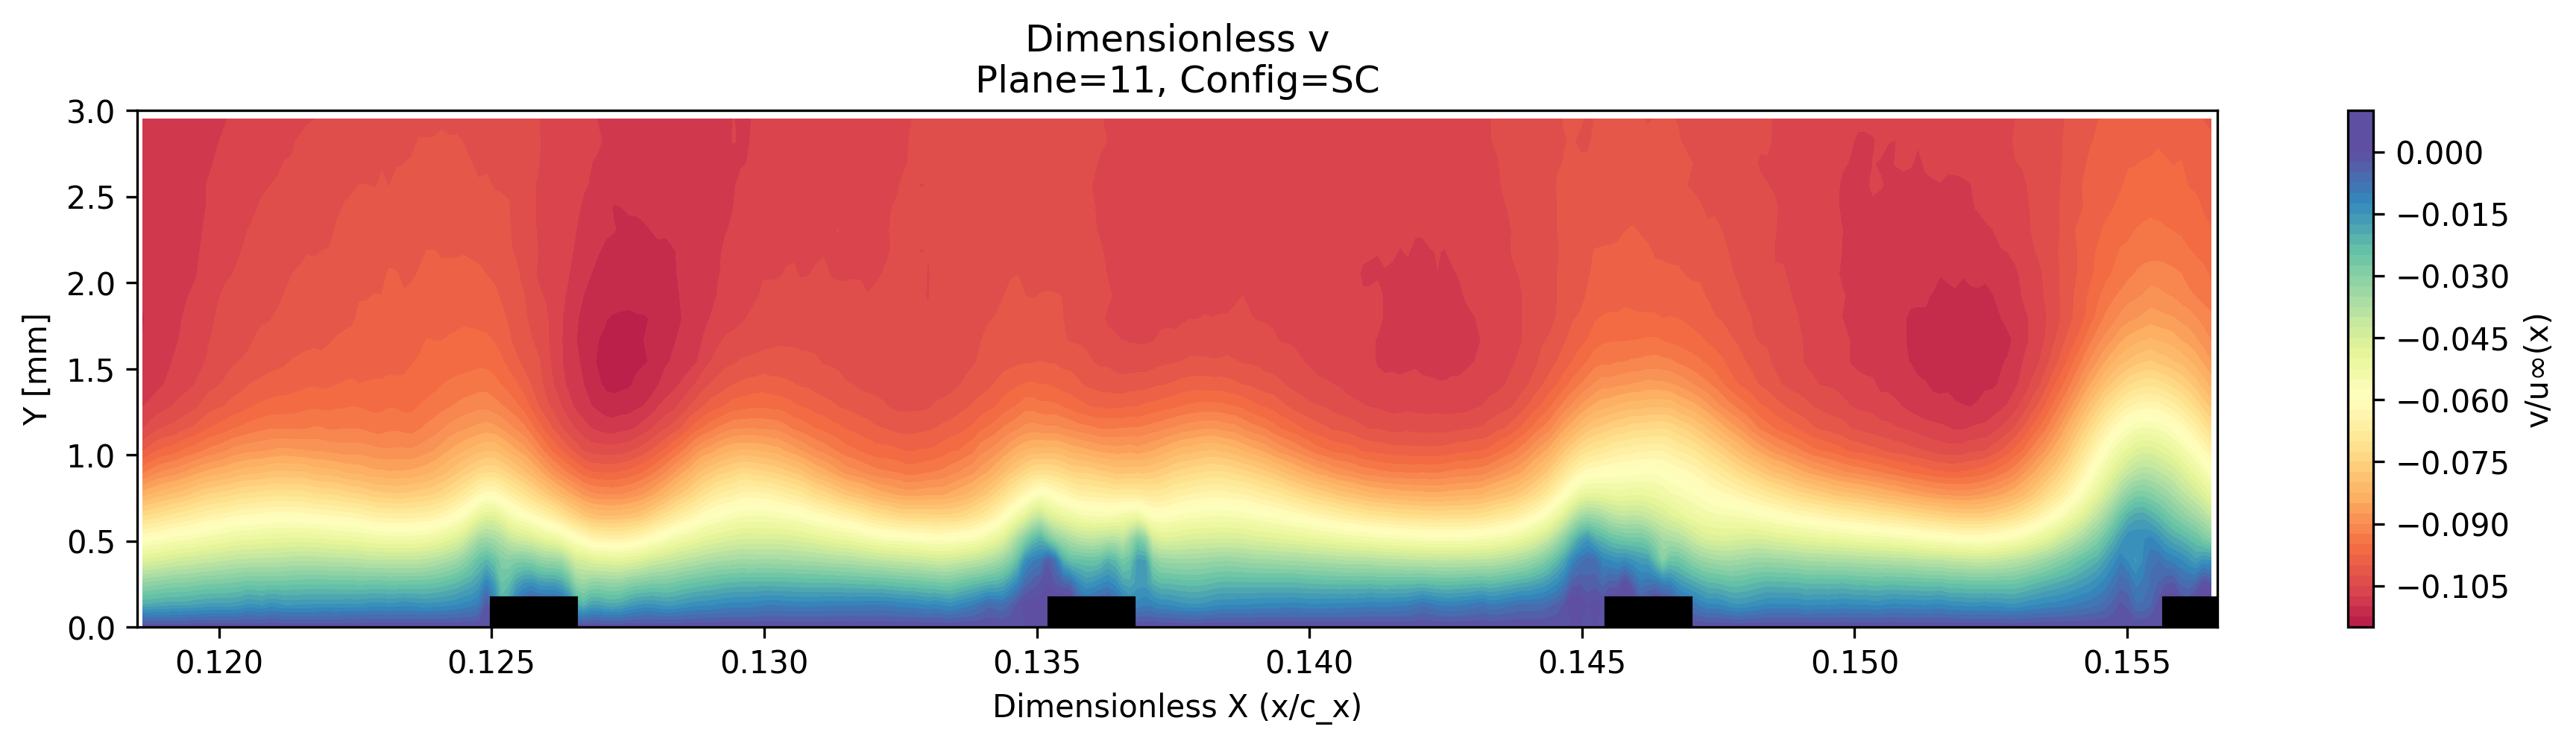 Dimensionless v
Plane=11, Config=SC
3.0
2.5
2.0
1.5
1.0
0.5
0.0
Y [mm]
0.120 0.125 0.130 0.135 0.140 0.145 0.150 0.155
Dimensionless X (x/c_x)
0.000
−0.015
−0.030
−0.045
−0.060
−0.075
−0.090
−0.105
v/u∞(x)